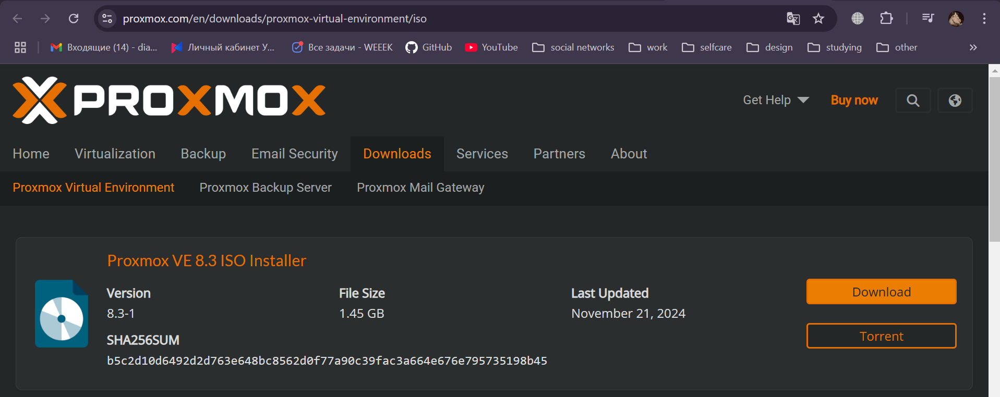 proxmox.com/en/downloads/proxmox-virtual-environment/iso
Входящие (14) - dia... Личный кабинет У... Все задачи - WEEEK GitHub YouTube social networks work selfcare design studying other
PROXMOX
Get Help Buy now
Home Virtualization Backup Email Security Downloads Services Partners About
Proxmox Virtual Environment Proxmox Backup Server Proxmox Mail Gateway
Proxmox VE 8.3 ISO Installer
Version File Size Last Updated
Download
8.3-1 1.45 GB November 21, 2024
Torrent
SHA256SUM
b5c2d10d6492d2d763e648bc8562d0f77a90c39fac3a664e676e795735198b45